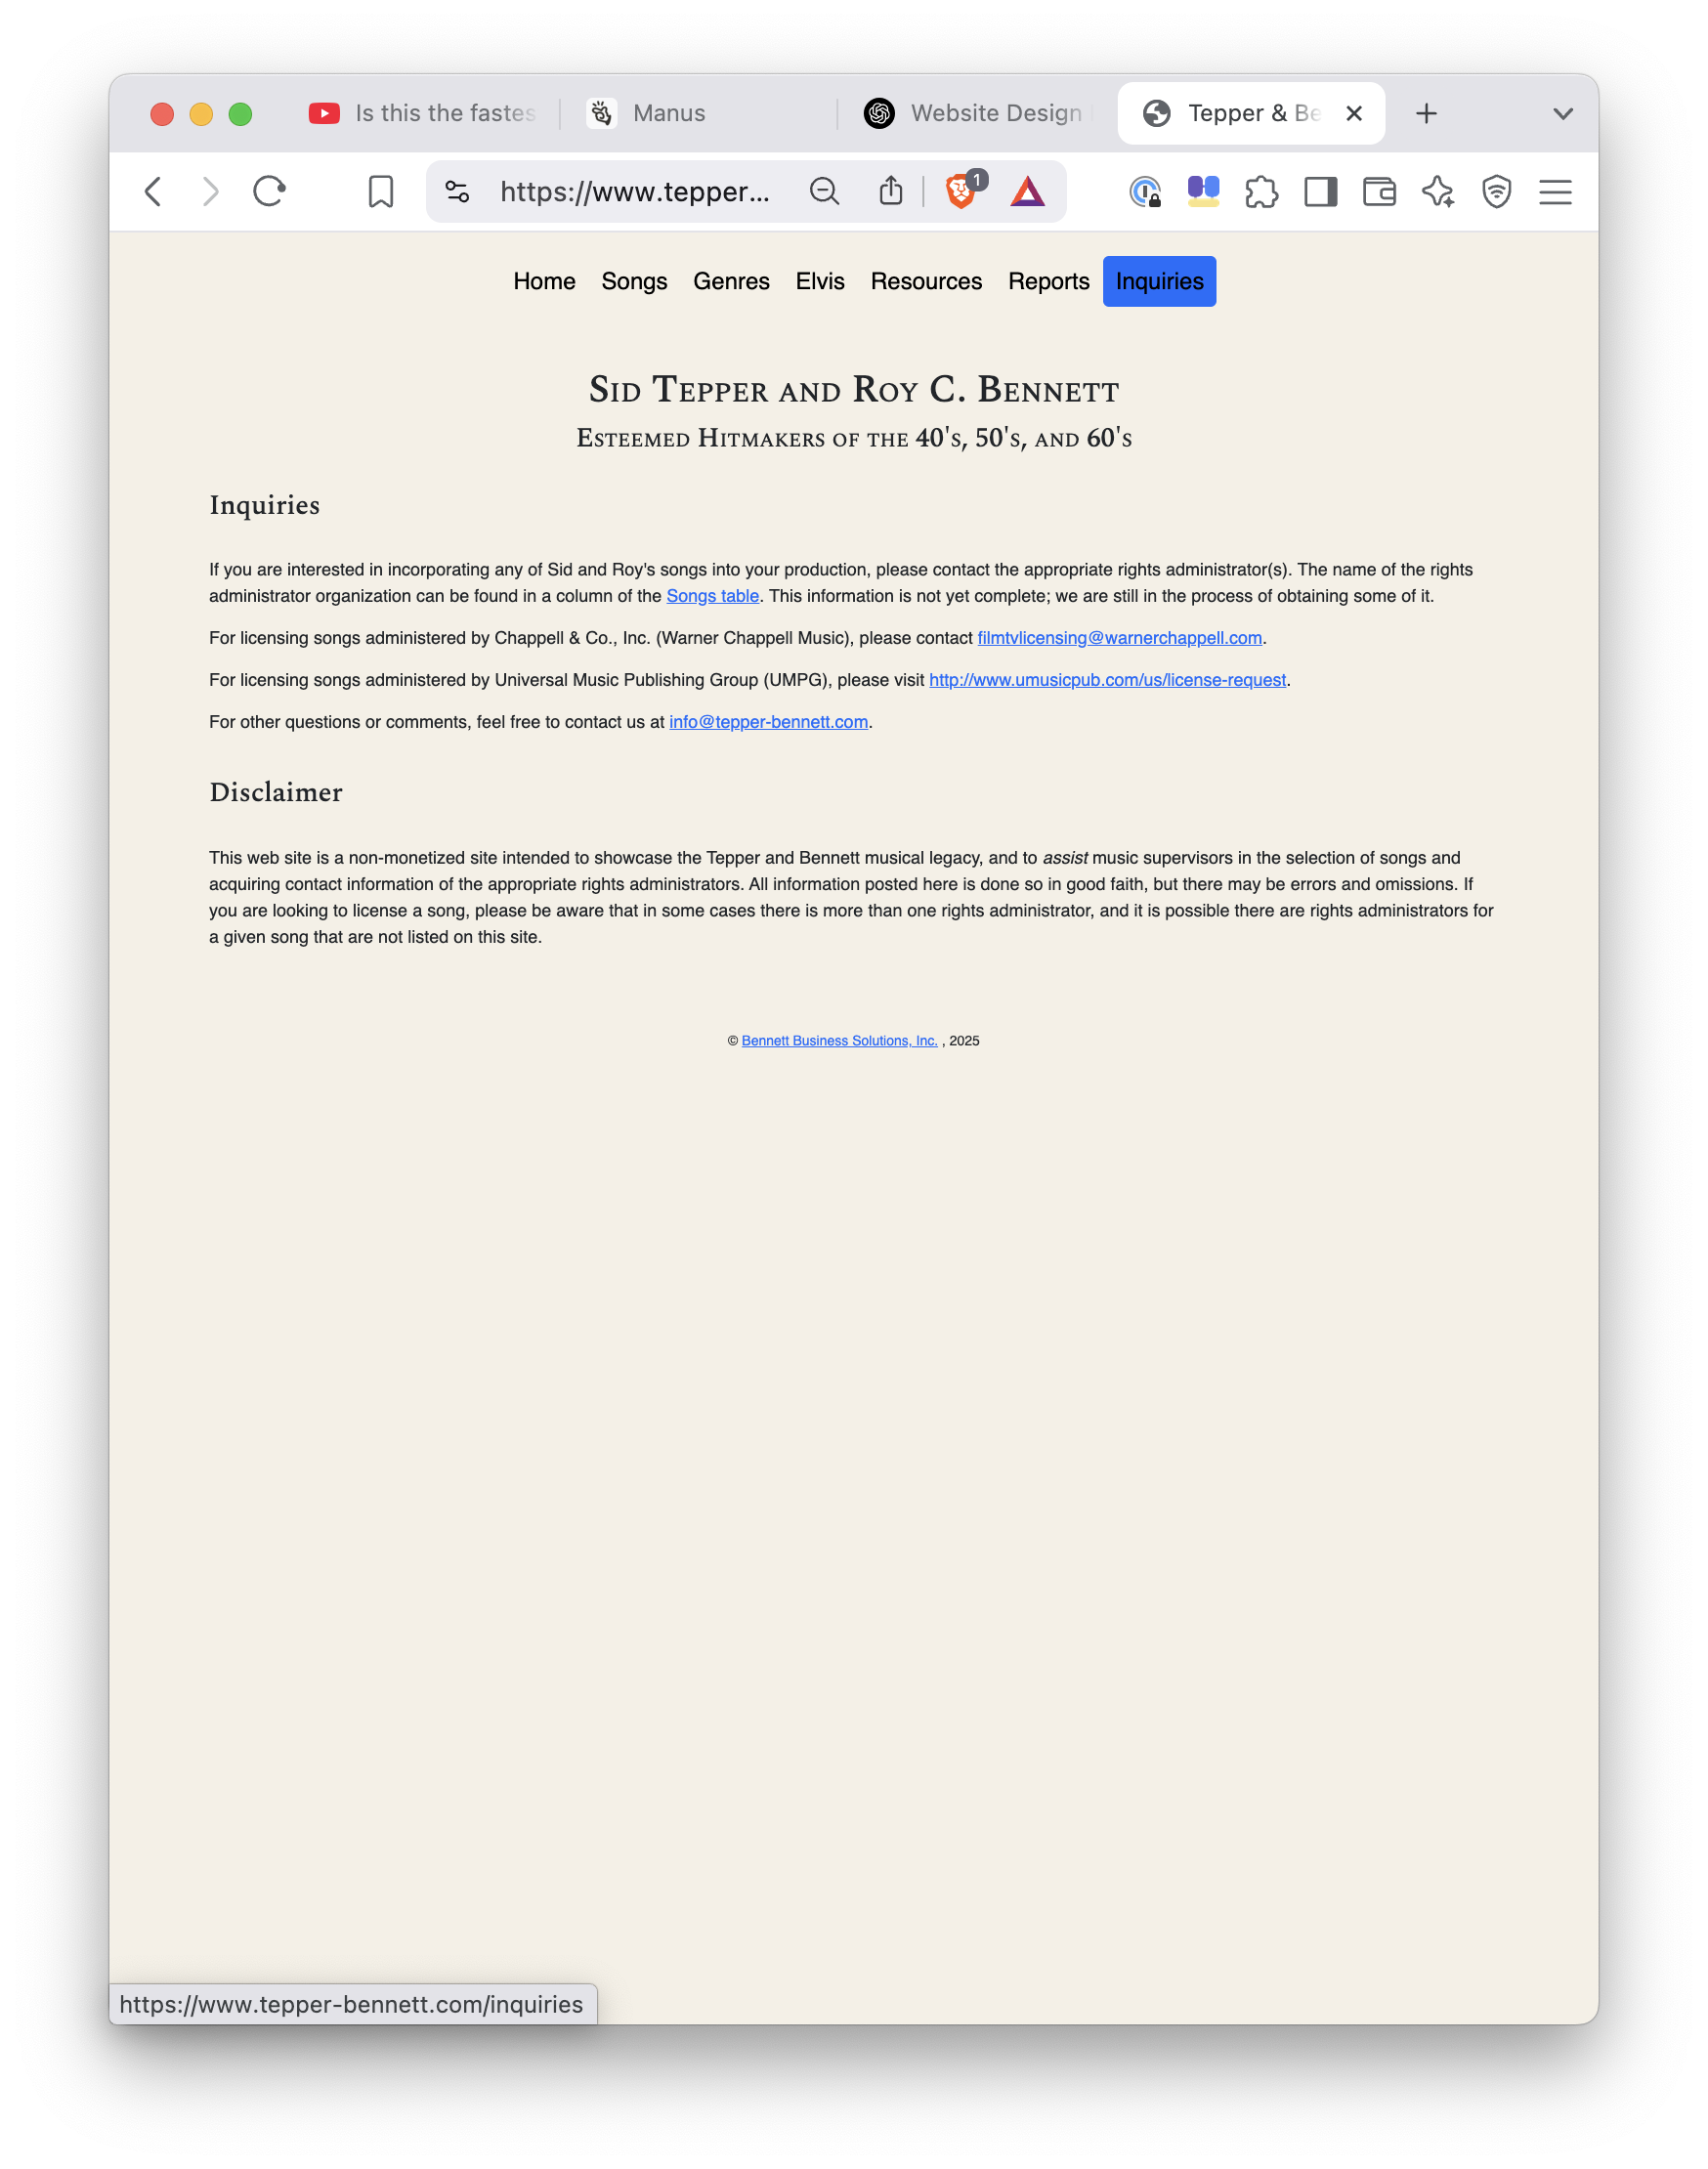 Is this the fastes
Manus
Website Design
Tepper & Be
https://www.tepper...
1
Home Songs Genres Elvis Resources Reports Inquiries
Sid Tepper and Roy C. Bennett
Esteemed Hitmakers of the 40's, 50's, and 60's
Inquiries
If you are interested in incorporating any of Sid and Roy's songs into your production, please contact the appropriate rights administrator(s). The name of the rights
administrator organization can be found in a column of the Songs table. This information is not yet complete; we are still in the process of obtaining some of it.
For licensing songs administered by Chappell & Co., Inc. (Warner Chappell Music), please contact filmtvlicensing@warnerchappell.com.
For licensing songs administered by Universal Music Publishing Group (UMPG), please visit http://www.umusicpub.com/us/license-request.
For other questions or comments, feel free to contact us at info@tepper-bennett.com.
Disclaimer
This web site is a non-monetized site intended to showcase the Tepper and Bennett musical legacy, and to assist music supervisors in the selection of songs and
acquiring contact information of the appropriate rights administrators. All information posted here is done so in good faith, but there may be errors and omissions. If
you are looking to license a song, please be aware that in some cases there is more than one rights administrator, and it is possible there are rights administrators for
a given song that are not listed on this site.
© Bennett Business Solutions, Inc. , 2025
https://www.tepper-bennett.com/inquiries